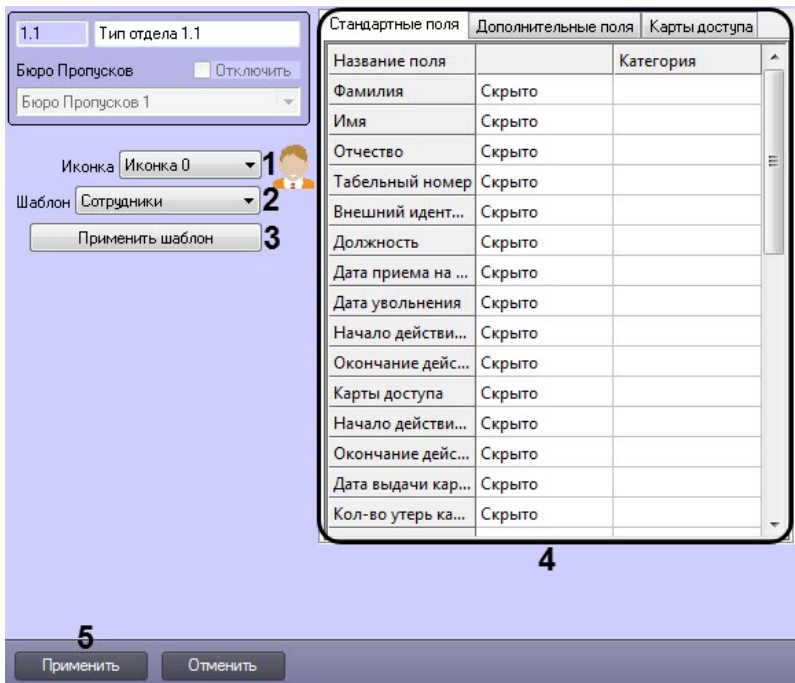 1.1 Тип отдела 1.1
Бюро Пропусков Отключить
Бюро Пропусков 1
Иконка Иконка 0 1
Шаблон Сотрудники 2
Применить шаблон 3
Стандартные поля Дополнительные поля Карты доступа
Название поля Категория
Фамилия Скрыто
Имя Скрыто
Отчество Скрыто
Табельный номер Скрыто
Внешний идент... Скрыто
Должность Скрыто
Дата приема на ... Скрыто
Дата увольнения Скрыто
Начало действи... Скрыто
Окончание дейс... Скрыто
Карты доступа Скрыто
Начало действи... Скрыто
Окончание дейс... Скрыто
Дата выдачи кар... Скрыто
Кол-во утерь ка... Скрыто
4
5
Применить Отменить